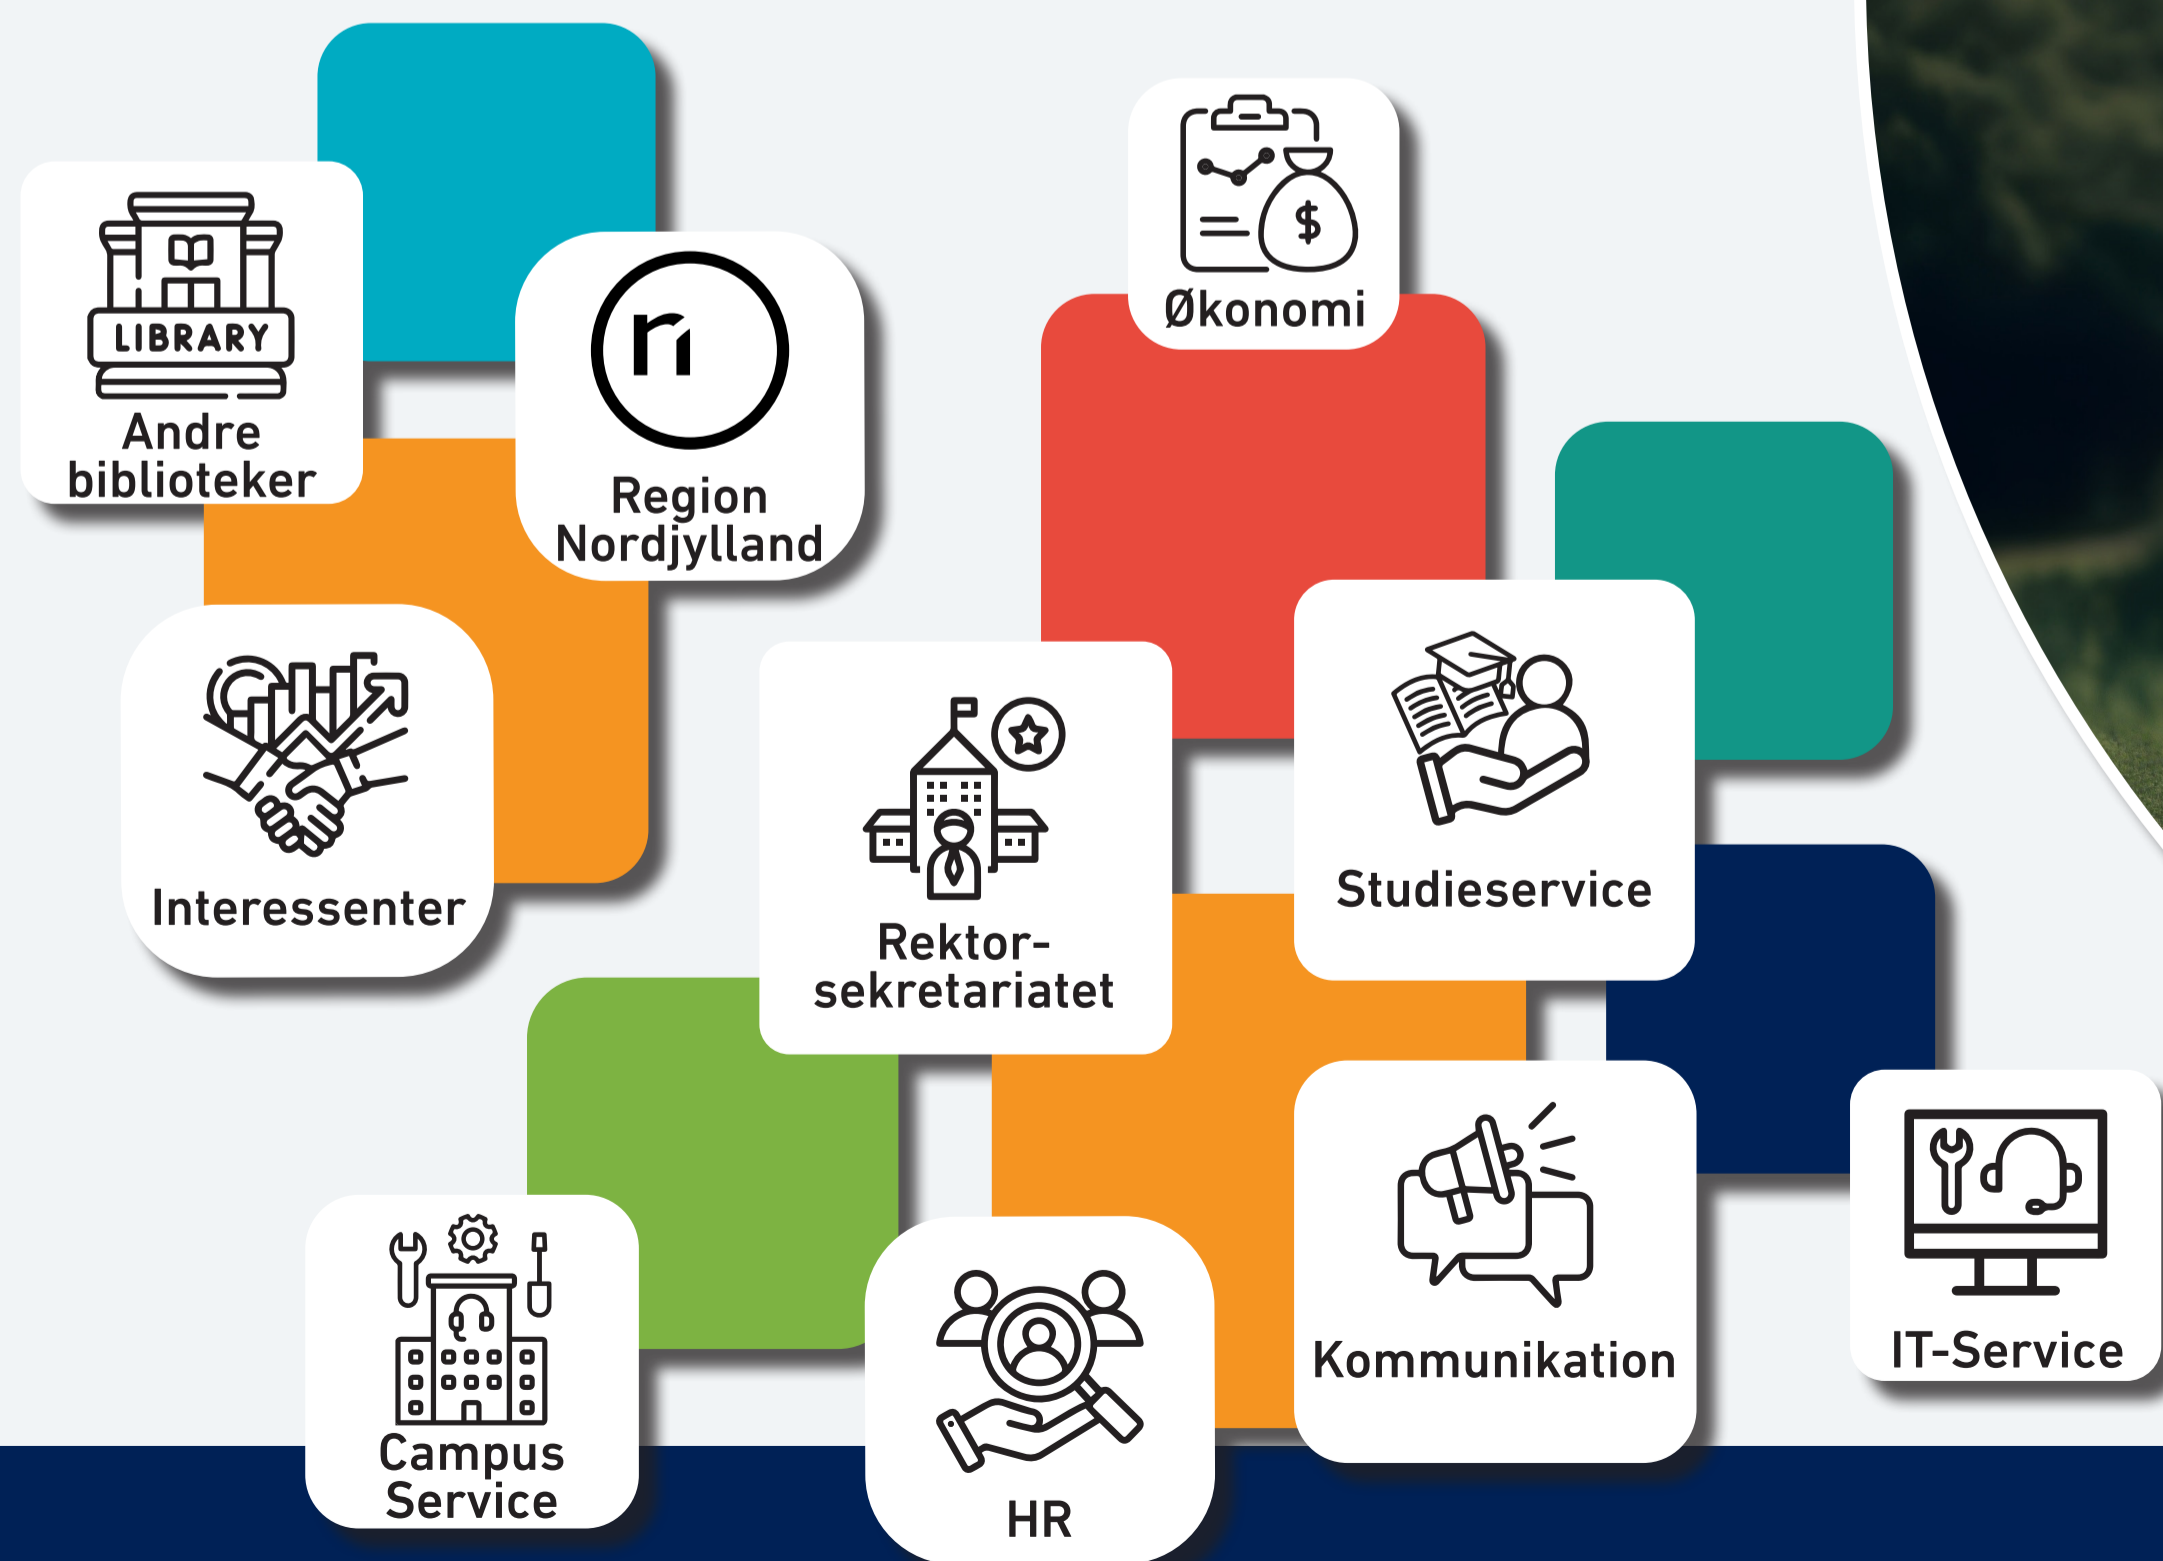 LIBRARY
Andre
biblioteker
Region
Nordjylland
$
Økonomi
Interessenter
Rektor-
sekretariatet
Studieservice
Kommunikation
IT-Service
Campus
Service
HR